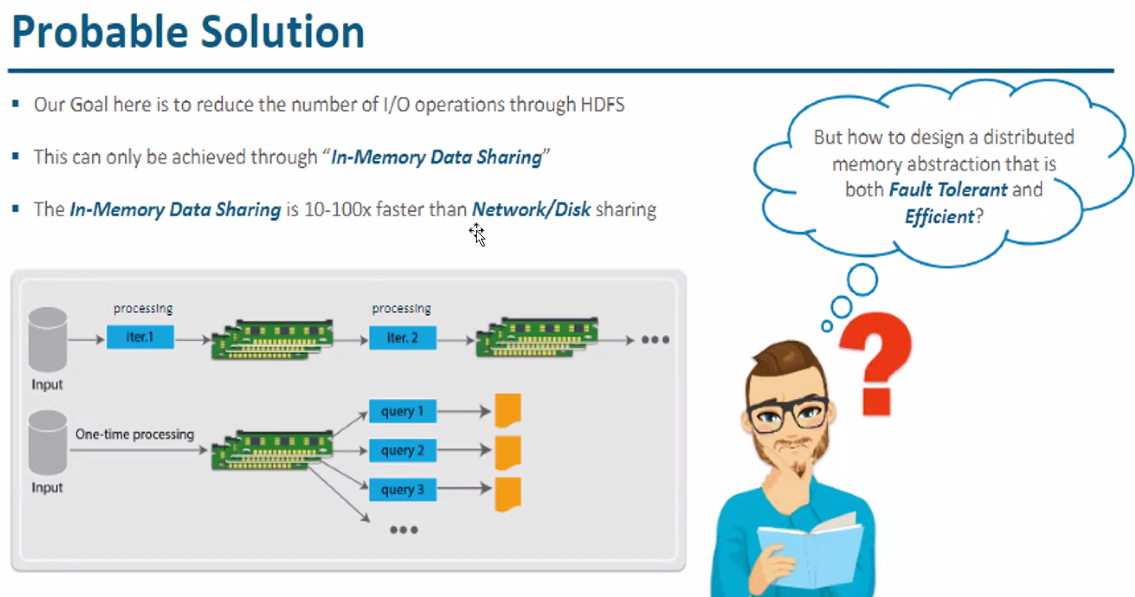 Probable Solution
Our Goal here is to reduce the number of I/O operations through HDFS
This can only be achieved through “In-Memory Data Sharing”
The In-Memory Data Sharing is 10-100x faster than Network/Disk sharing
But how to design a distributed
memory abstraction that is
both Fault Tolerant and
Efficient?
processing
processing
iter.1
iter. 2
Input
One-time processing
query 1
query 2
query 3
Input